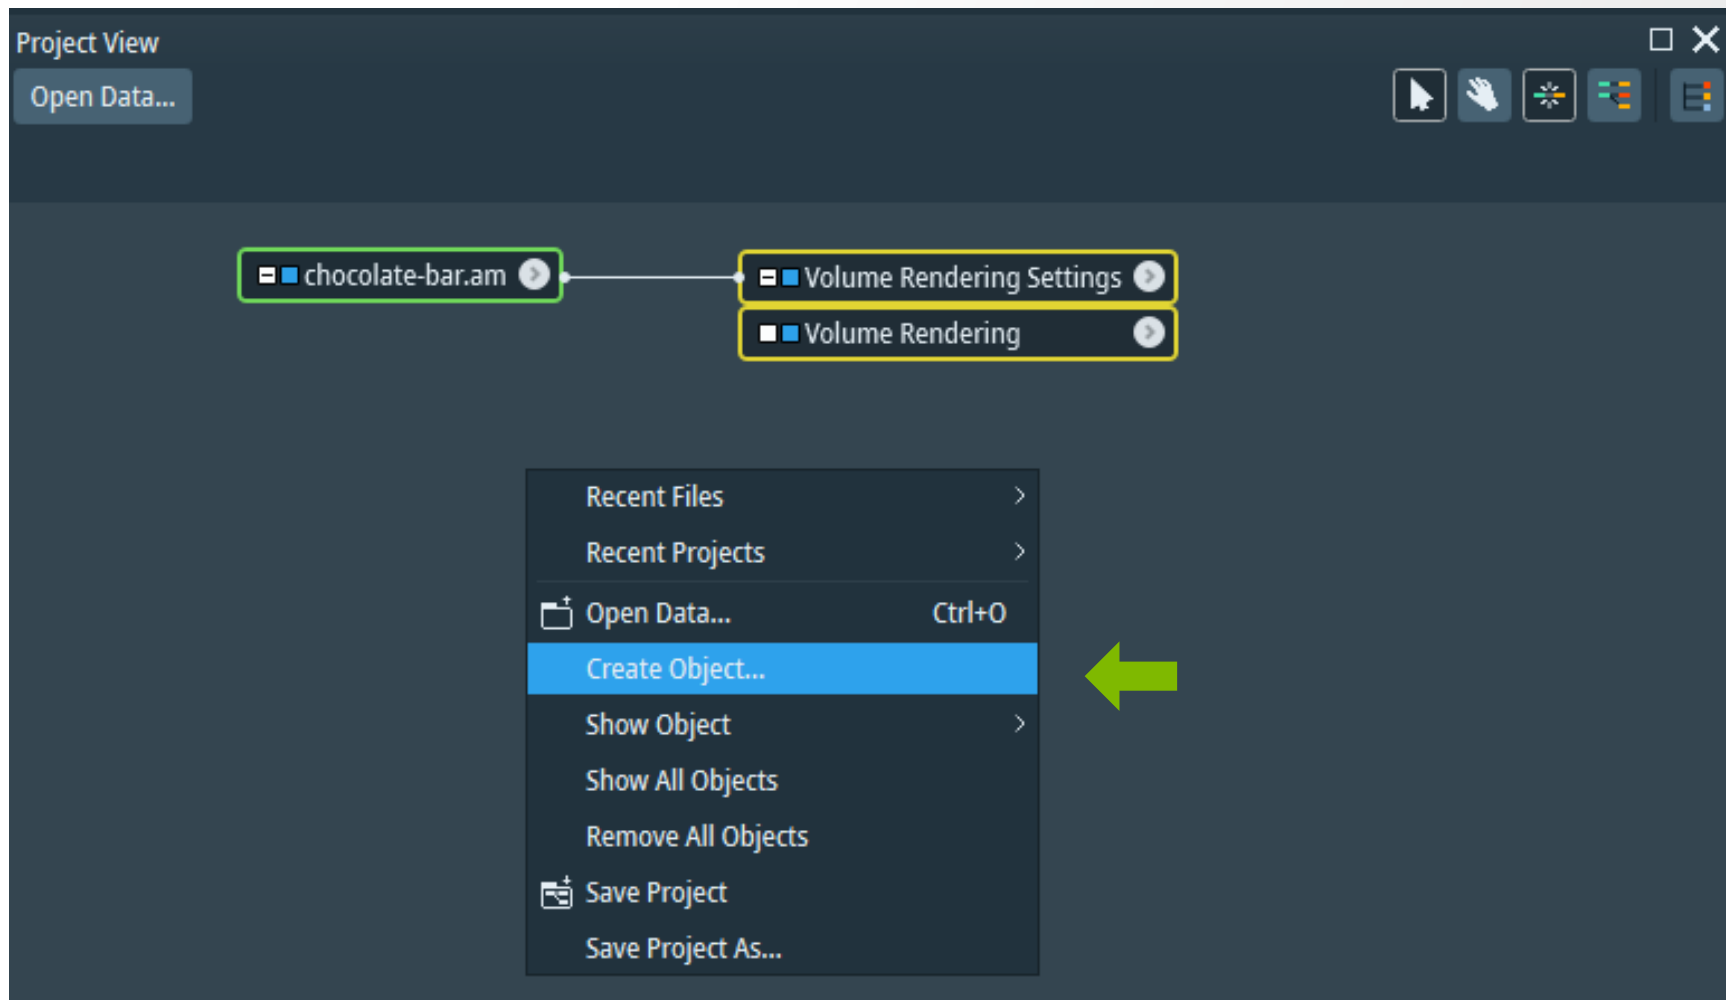 Project View
Open Data...
chocolate-bar.am
Volume Rendering Settings
Volume Rendering
Recent Files
Recent Projects
Open Data... Ctrl+O
Create Object...
Show Object
Show All Objects
Remove All Objects
Save Project
Save Project As...